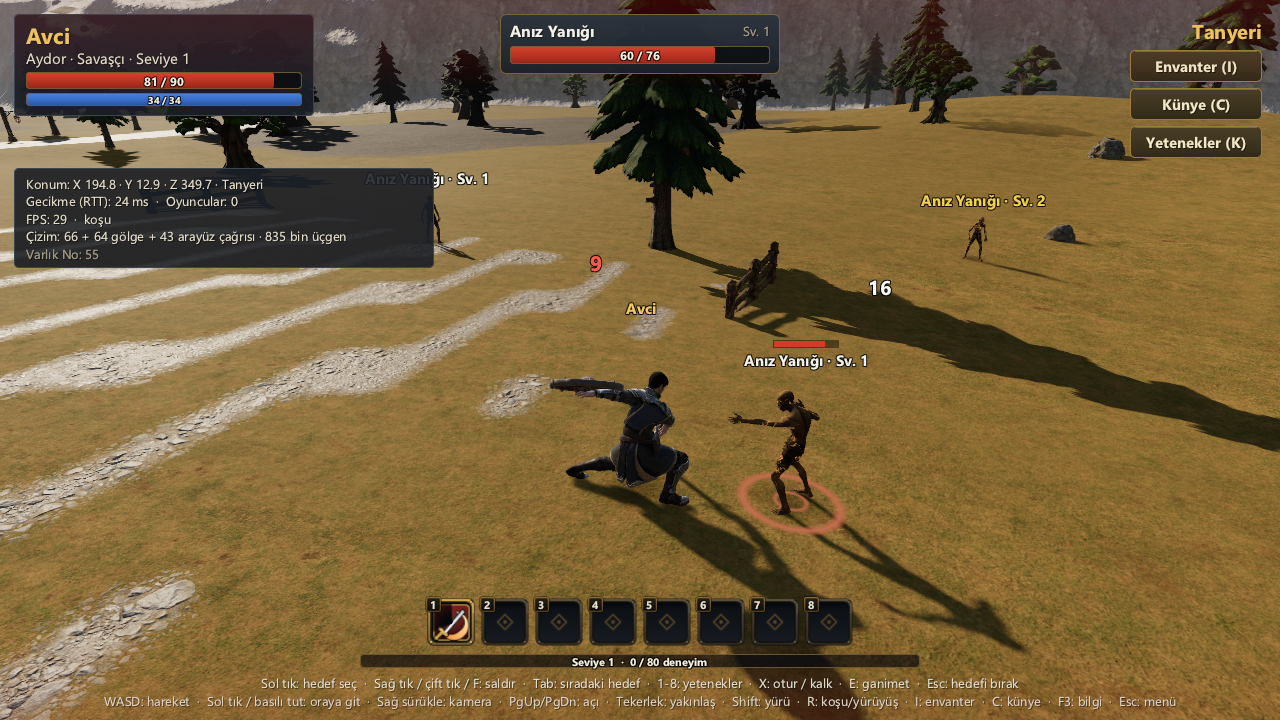 Avci
Aydor · Savaşçı · Seviye 1
81 / 90
34 / 34
Anız Yanığı Sv. 1
60 / 76
Tanyeri
Envanter (I)
Künye (C)
Yetenekler (K)
Konum: X 194.8 · Y 12.9 · Z 349.7 · Tanyeri
Gecikme (RTT): 24 ms · Oyuncular: 0
FPS: 29 · koşu
Çizim: 66 + 64 gölge + 43 arayüz çağrısı · 835 bin üçgen
Varlık No: 55
Anız Yanığı · Sv. 1
Anız Yanığı · Sv. 2
9
16
Avci
Anız Yanığı · Sv. 1
1 2 3 4 5 6 7 8
Seviye 1 · 0 / 80 deneyim
Sol tık: hedef seç · Sağ tık / çift tık / F: saldır · Tab: sıradaki hedef · 1-8: yetenekler · X: otur / kalk · E: ganimet · Esc: hedefi bırak
WASD: hareket · Sol tık / basılı tut: oraya git · Sağ sürükle: kamera · PgUp/PgDn: açı · Tekerlek: yakınlaş · Shift: yürü · R: koşu/yürüyüş · I: envanter · C: künye · F3: bilgi · Esc: menü